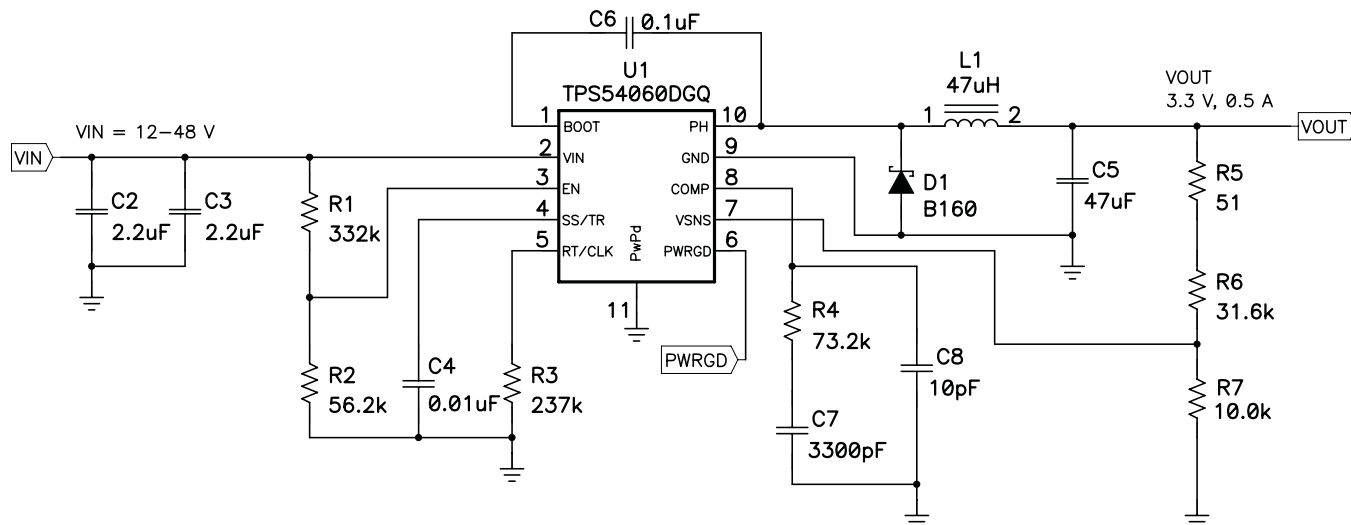 C6
0.1uF
U1
TPS54060DGQ
L1
47uH
VOUT
3.3 V, 0.5 A
VIN = 12-48 V
1
BOOT
PH
10
1
2
VOUT
VIN
2
VIN
GND
9
3
EN
COMP
8
4
SS/TR
VSNS
7
5
RT/CLK
PWRGD
6
PwPd
11
C2
2.2uF
C3
2.2uF
R1
332k
D1
B160
C5
47uF
R5
51
R6
31.6k
R4
73.2k
PWRGD
R2
56.2k
C4
0.01uF
R3
237k
C8
10pF
R7
10.0k
C7
3300pF